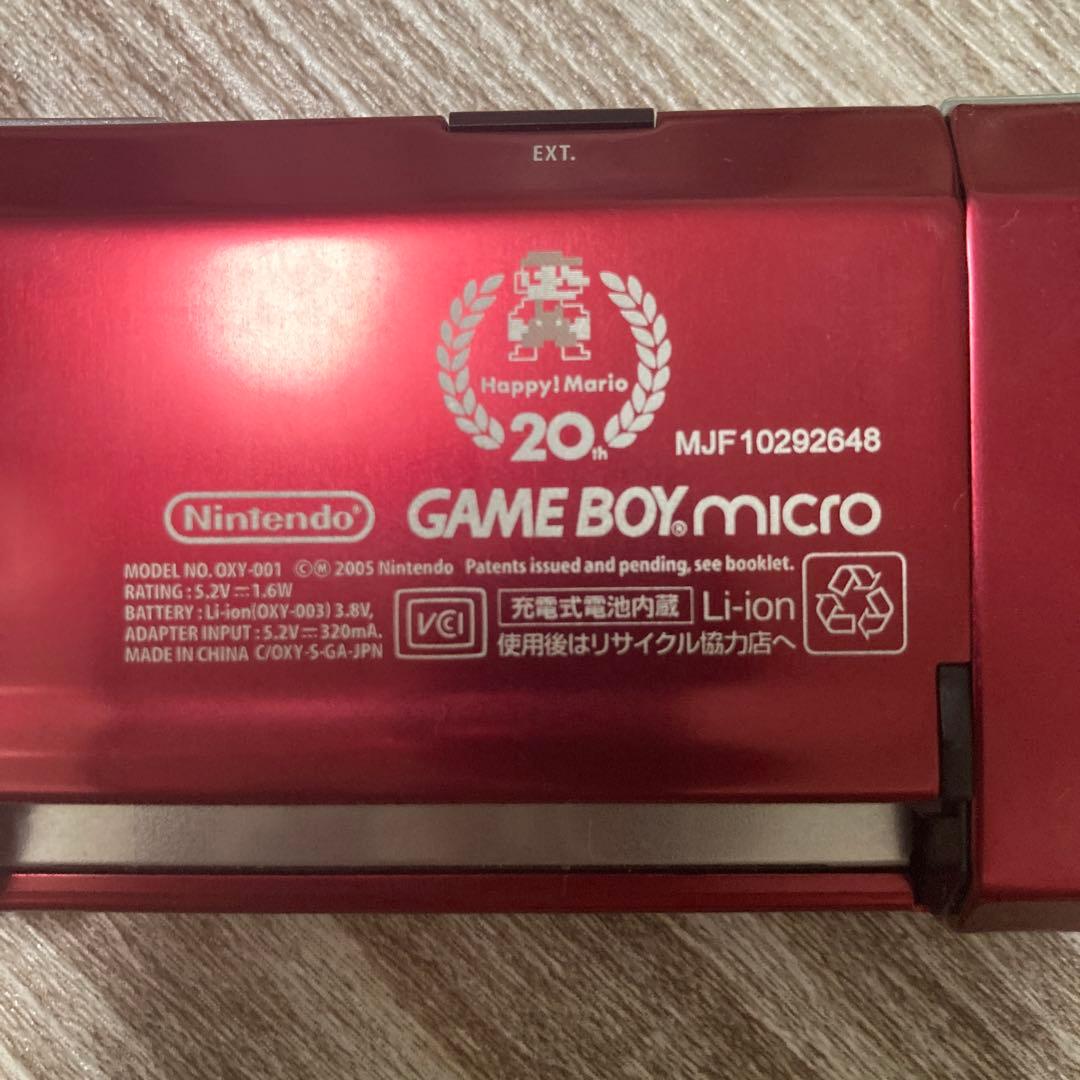 EXT.
Happy! Mario
20th
MJF10292648
Nintendo® GAME BOY® micro
MODEL NO. OXY-001 ©Ⓜ 2005 Nintendo Patents issued and pending, see booklet.
RATING : 5.2V⎓1.6W
BATTERY : Li-ion(OXY-003) 3.8V,
ADAPTER INPUT : 5.2V⎓320mA.
MADE IN CHINA C/OXY-S-GA-JPN
VCI
充電式電池内蔵 Li-ion
使用後はリサイクル協力店へ